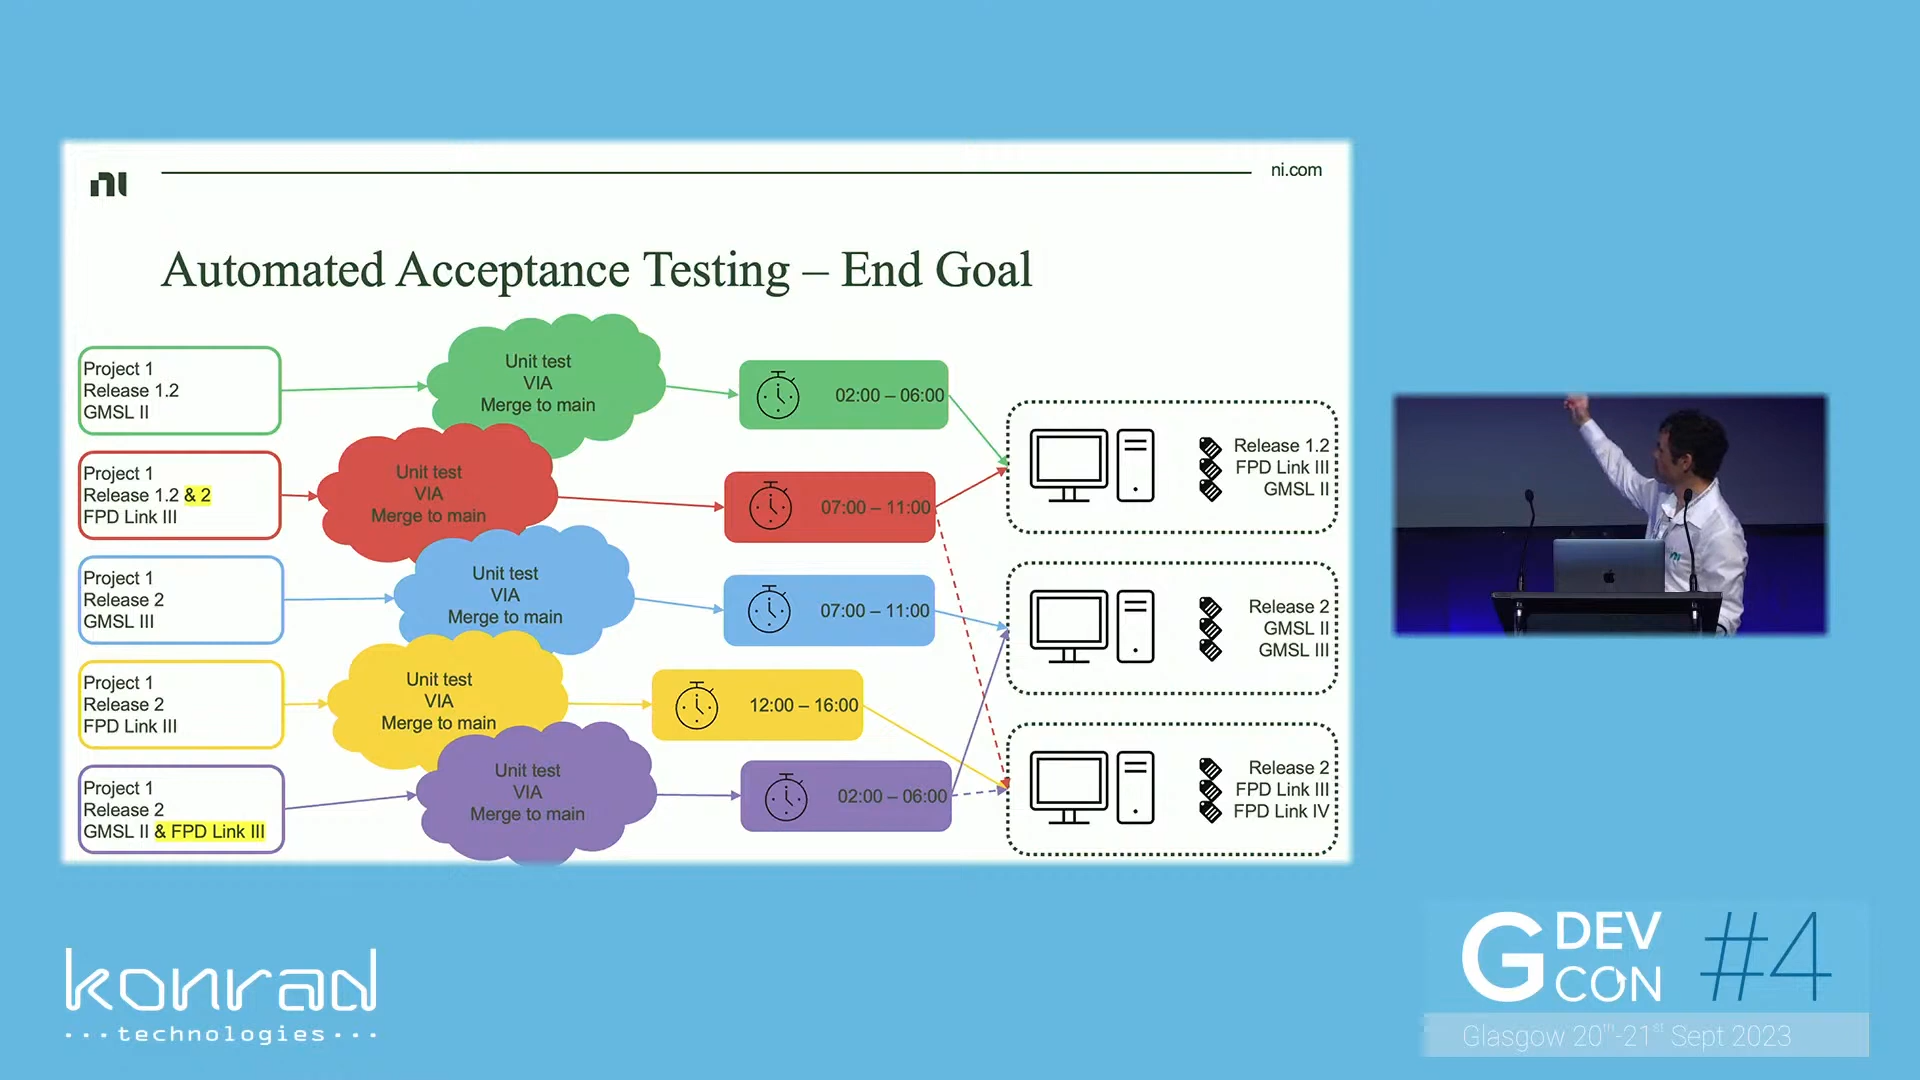 ni
ni.com
Automated Acceptance Testing – End Goal
Project 1
Release 1.2
GMSL II
Unit test
VIA
Merge to main
02:00 – 06:00
Project 1
Release 1.2 & 2
FPD Link III
Unit test
VIA
Merge to main
07:00 – 11:00
Project 1
Release 2
GMSL III
Unit test
VIA
Merge to main
07:00 – 11:00
Project 1
Release 2
FPD Link III
Unit test
VIA
Merge to main
12:00 – 16:00
Project 1
Release 2
GMSL II & FPD Link III
Unit test
VIA
Merge to main
02:00 – 06:00
Release 1.2
FPD Link III
GMSL II
Release 2
GMSL II
GMSL III
Release 2
FPD Link III
FPD Link IV
ni
konrad
technologies
G DEV CON #4
Glasgow 20th-21st Sept 2023